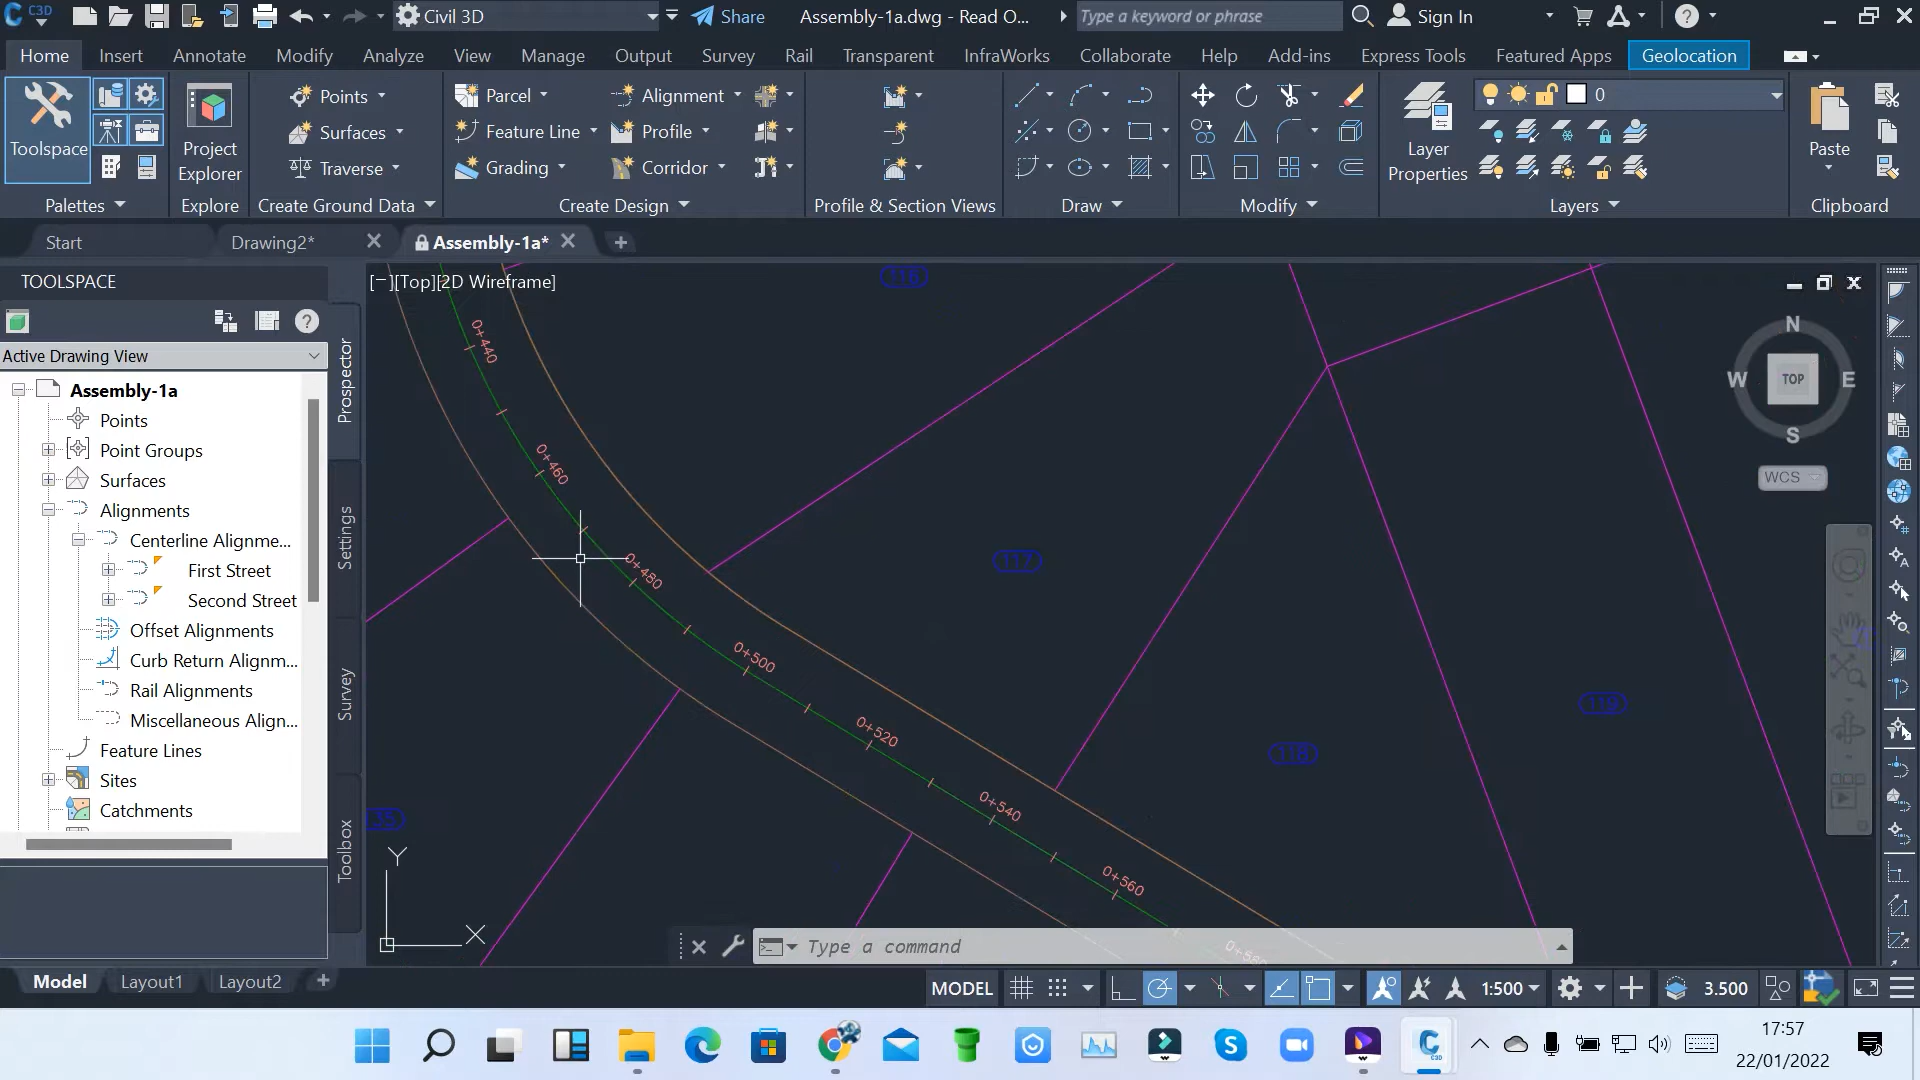 C3D
Civil 3D
Share
Assembly-1a.dwg - Read O...
Type a keyword or phrase
Sign In
Home
Insert
Annotate
Modify
Analyze
View
Manage
Output
Survey
Rail
Transparent
InfraWorks
Collaborate
Help
Add-ins
Express Tools
Featured Apps
Geolocation
Toolspace
Project
Explorer
Points
Surfaces
Traverse
Parcel
Feature Line
Grading
Alignment
Profile
Corridor
Layer
Properties
0
Paste
Palettes
Explore
Create Ground Data
Create Design
Profile & Section Views
Draw
Modify
Layers
Clipboard
Start
Drawing2*
Assembly-1a*
TOOLSPACE
Active Drawing View
Assembly-1a
Points
Point Groups
Surfaces
Alignments
Centerline Alignme...
First Street
Second Street
Offset Alignments
Curb Return Alignm...
Rail Alignments
Miscellaneous Align...
Feature Lines
Sites
Catchments
Prospector
Settings
Survey
Toolbox
[−][Top][2D Wireframe]
0+440
0+460
0+480
0+500
0+520
0+540
0+560
0+580
117
118
119
35
N
W
TOP
E
S
WCS
Y
X
Type a command
Model
Layout1
Layout2
MODEL
1:500
3.500
17:57
22/01/2022